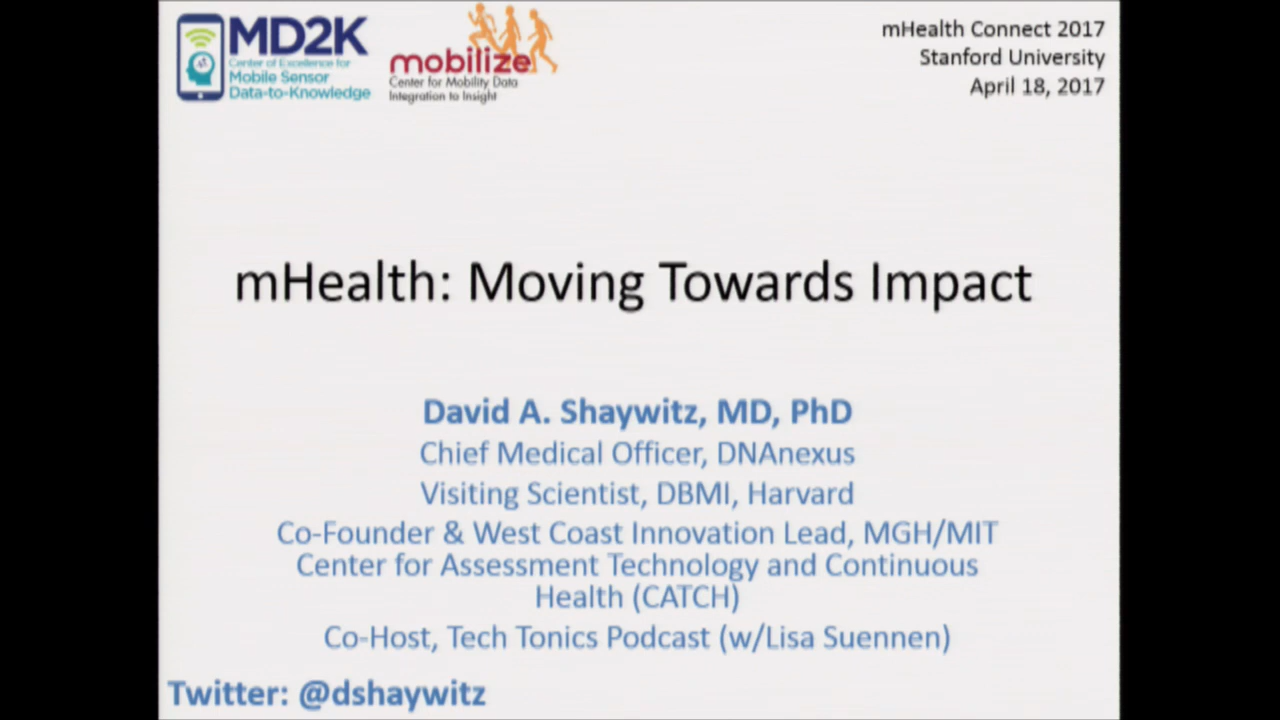 MD2K
Center of Excellence for
Mobile Sensor
Data-to-Knowledge
mobilize
Center for Mobility Data
Integration to Insight
mHealth Connect 2017
Stanford University
April 18, 2017
mHealth: Moving Towards Impact
David A. Shaywitz, MD, PhD
Chief Medical Officer, DNAnexus
Visiting Scientist, DBMI, Harvard
Co-Founder & West Coast Innovation Lead, MGH/MIT
Center for Assessment Technology and Continuous
Health (CATCH)
Co-Host, Tech Tonics Podcast (w/Lisa Suennen)
Twitter: @dshaywitz